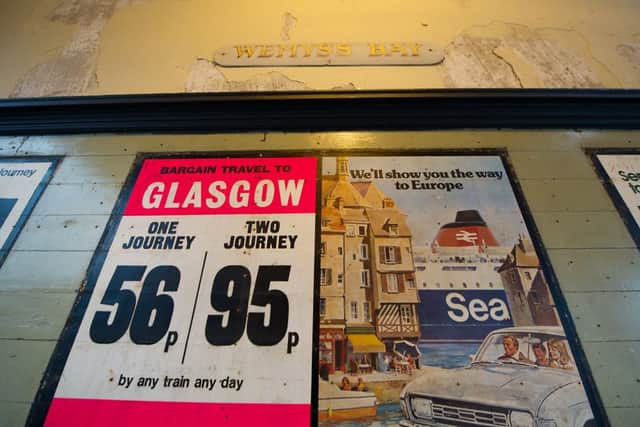 WEMYSS BAY
Journey
BARGAIN TRAVEL TO
GLASGOW
ONE JOURNEY
TWO JOURNEY
56p
95p
by any train any day
We'll show you the way
to Europe
Sea